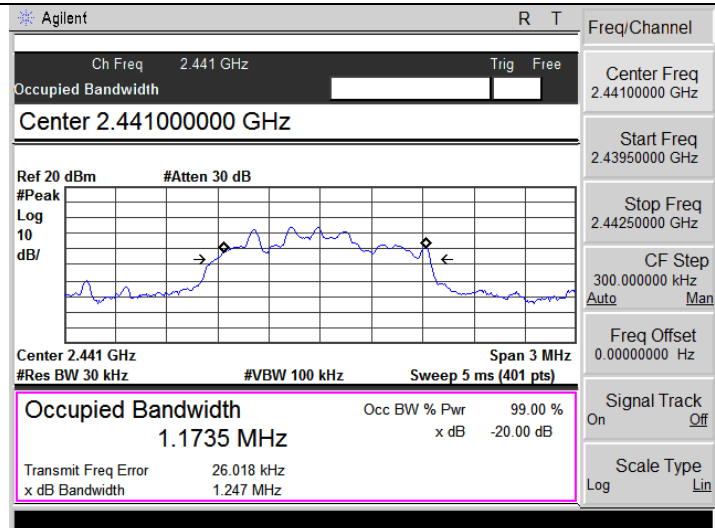 Agilent R T
Ch Freq 2.441 GHz Trig Free
Occupied Bandwidth
Center 2.441000000 GHz
Ref 20 dBm #Atten 30 dB
#Peak
Log
10
dB/
Center 2.441 GHz Span 3 MHz
#Res BW 30 kHz #VBW 100 kHz Sweep 5 ms (401 pts)
Occupied Bandwidth Occ BW % Pwr 99.00 %
1.1735 MHz x dB -20.00 dB
Transmit Freq Error 26.018 kHz
x dB Bandwidth 1.247 MHz
Freq/Channel
Center Freq
2.44100000 GHz
Start Freq
2.43950000 GHz
Stop Freq
2.44250000 GHz
CF Step
300.000000 kHz
Auto Man
Freq Offset
0.00000000 Hz
Signal Track
On Off
Scale Type
Log Lin